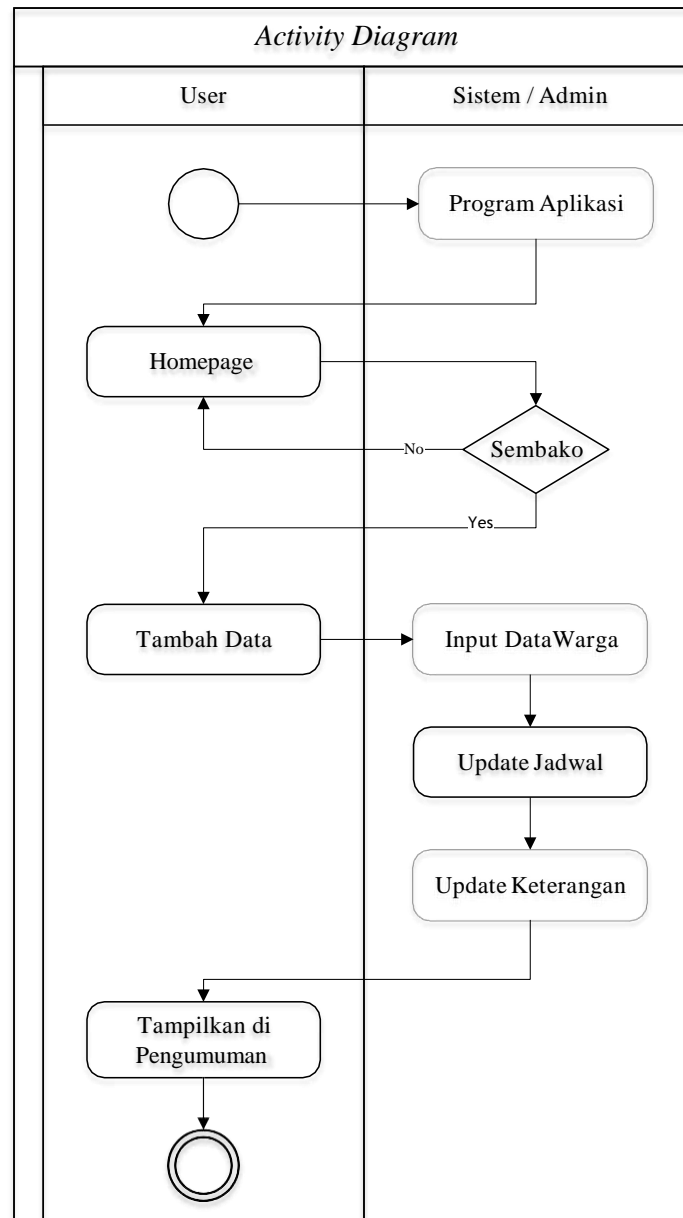 Activity Diagram
User
Sistem / Admin
Program Aplikasi
Homepage
Sembako
No
Yes
Tambah Data
Input DataWarga
Update Jadwal
Update Keterangan
Tampilkan di
Pengumuman